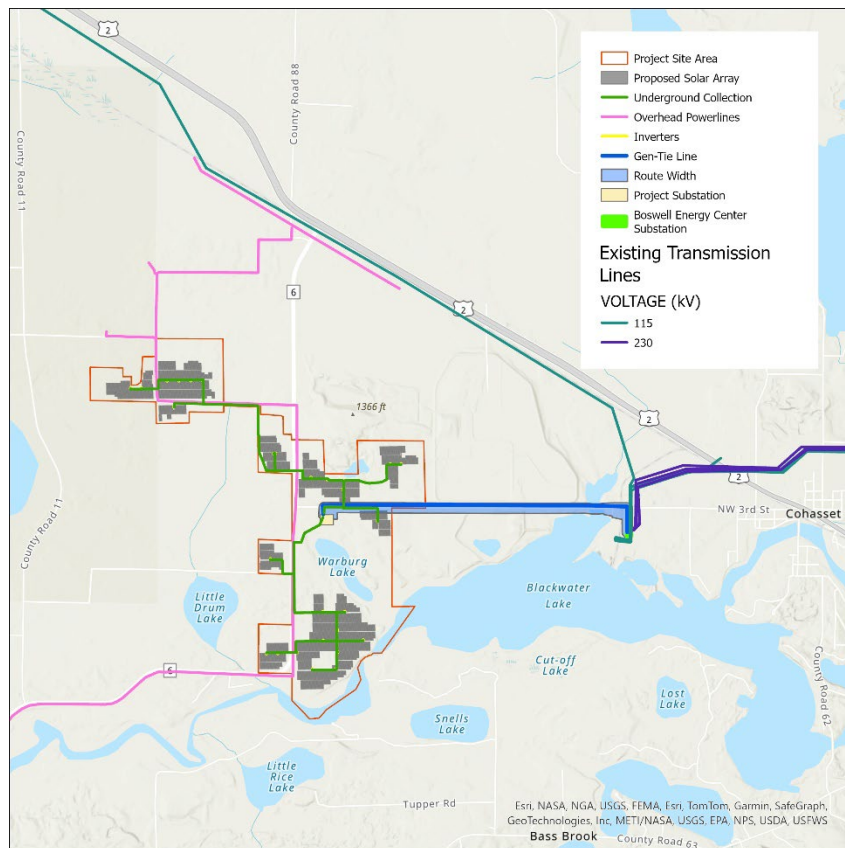 2
County Road 88
County Road 11
6
2
1366 ft
2
2
NW 3rd St
Cohasset
Warburg
Lake
Little
Drum
Lake
Blackwater
Lake
Cut-off
Lake
Lost
Lake
County Road 62
County Road 11
Snells
Lake
Little
Rice
Lake
Tupper Rd
Bass Brook
County Road 63
Project Site Area
Proposed Solar Array
Underground Collection
Overhead Powerlines
Inverters
Gen-Tie Line
Route Width
Project Substation
Boswell Energy Center
Substation
Existing Transmission
Lines
VOLTAGE (kV)
115
230
Esri, NASA, NGA, USGS, FEMA, Esri, TomTom, Garmin, SafeGraph,
GeoTechnologies, Inc, METI/NASA, USGS, EPA, NPS, USDA, USFWS